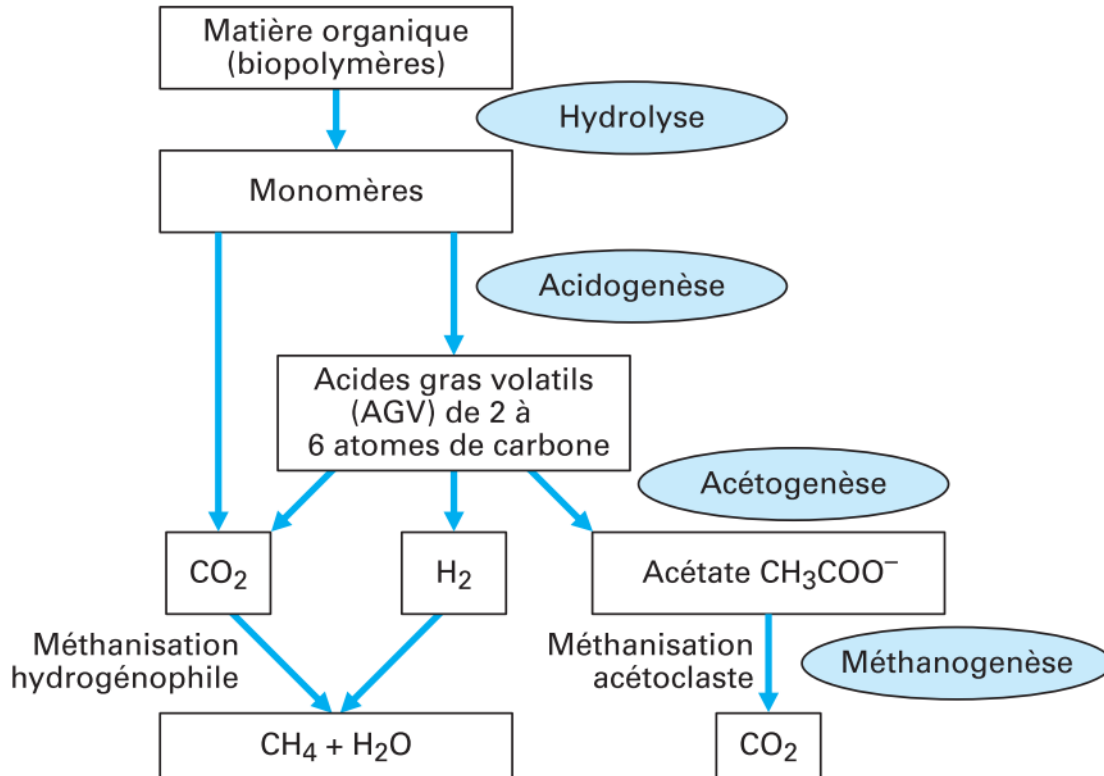 Matière organique
(biopolymères)
Hydrolyse
Monomères
Acidogenèse
Acides gras volatils
(AGV) de 2 à
6 atomes de carbone
Acétogenèse
CO₂
H₂
Acétate CH₃COO⁻
Méthanisation
hydrogénophile
Méthanisation
acétoclaste
Méthanogenèse
CH₄ + H₂O
CO₂